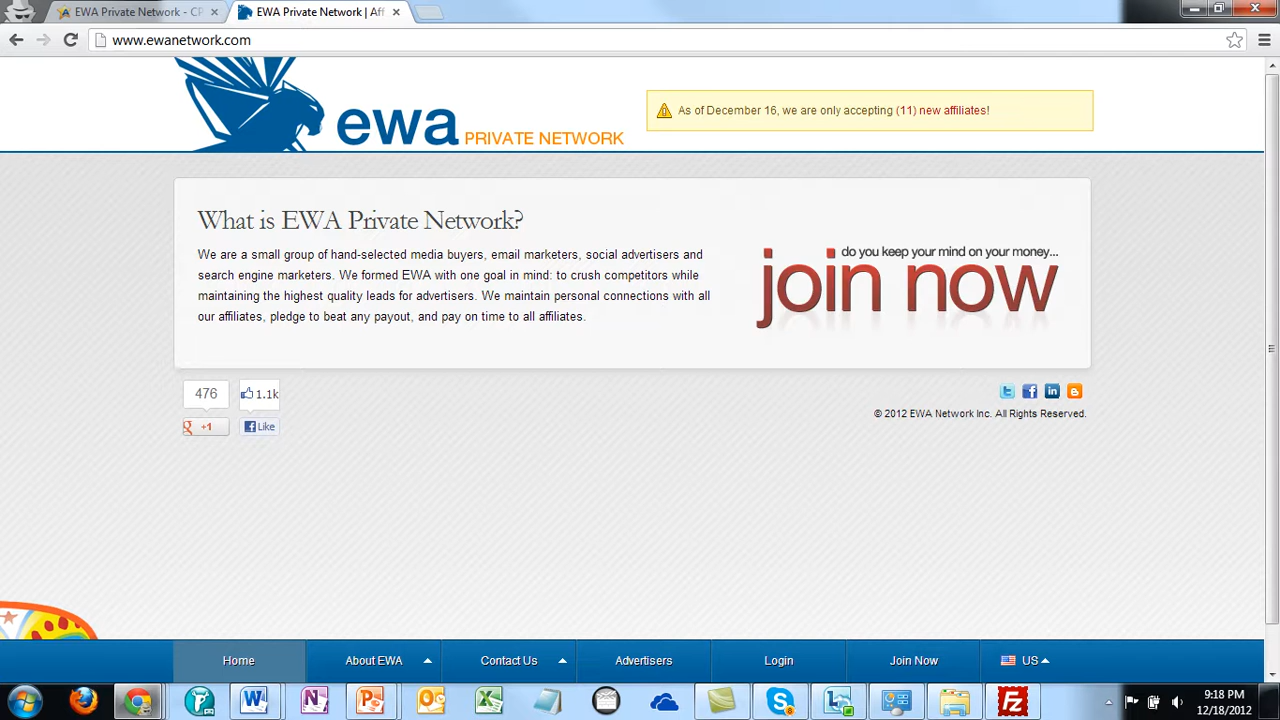 EWA Private Network - CP
EWA Private Network | Aff
www.ewanetwork.com
ewa PRIVATE NETWORK
As of December 16, we are only accepting (11) new affiliates!
What is EWA Private Network?
We are a small group of hand-selected media buyers, email marketers, social advertisers and
search engine marketers. We formed EWA with one goal in mind: to crush competitors while
maintaining the highest quality leads for advertisers. We maintain personal connections with all
our affiliates, pledge to beat any payout, and pay on time to all affiliates.
do you keep your mind on your money...
join now
476
1.1k
+1
Like
© 2012 EWA Network Inc. All Rights Reserved.
Home
About EWA
Contact Us
Advertisers
Login
Join Now
US
9:18 PM
12/18/2012